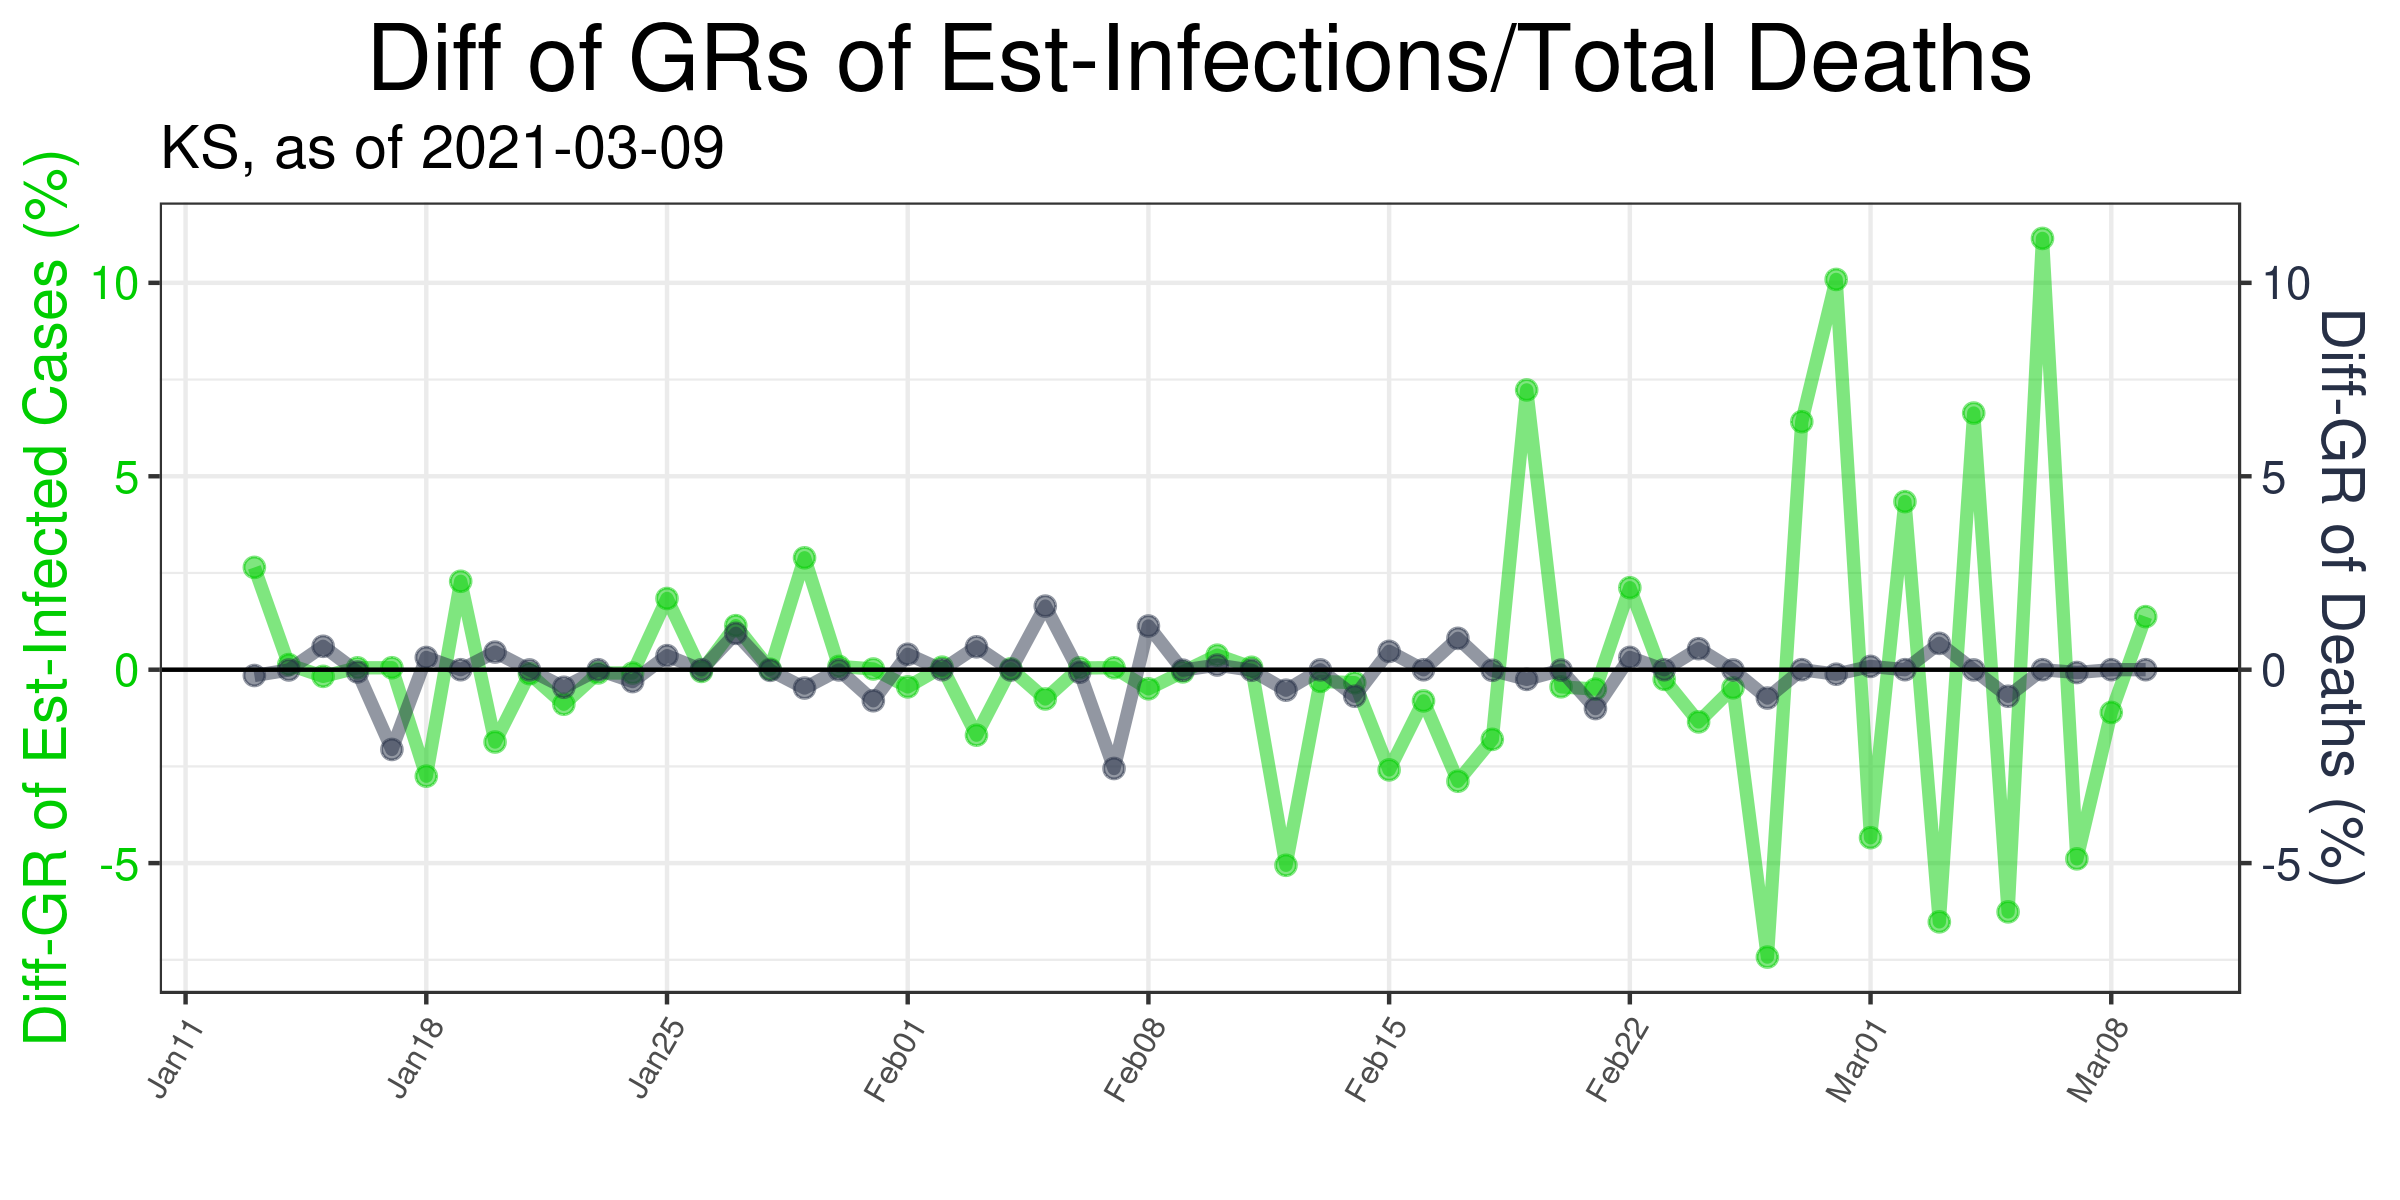 Diff of GRs of Est-Infections/Total Deaths
KS, as of 2021-03-09
Diff-GR of Est-Infected Cases (%)
10
5
0
-5
10
5
0
-5
Diff-GR of Deaths (%)
Jan11
Jan18
Jan25
Feb01
Feb08
Feb15
Feb22
Mar01
Mar08